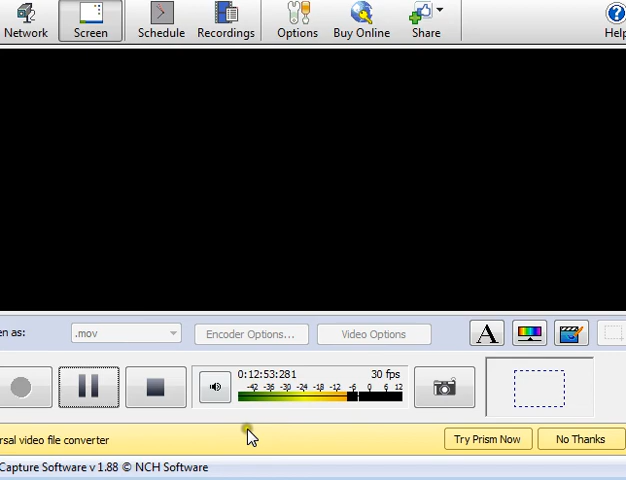 Network Screen Schedule Recordings Options Buy Online Share Help
en as: .mov Encoder Options... Video Options A
0:12:53:281 30 fps
-42 -36 -30 -24 -18 -12 -6 0 6 12
rsal video file converter Try Prism Now No Thanks
Capture Software v 1.88 © NCH Software